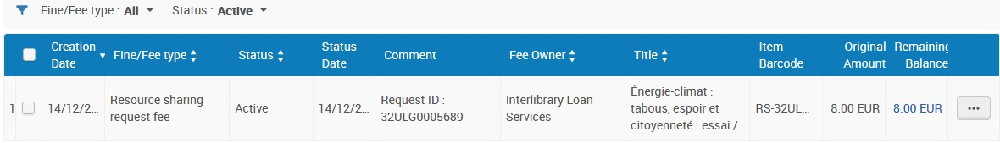 Fine/Fee type : All Status : Active
Creation Date Fine/Fee type Status Status Date Comment Fee Owner Title Item Barcode Original Amount Remaining Balance
1 14/12/2... Resource sharing request fee Active 14/12/2... Request ID : 32ULG0005689 Interlibrary Loan Services Énergie-climat : tabous, espoir et citoyenneté : essai / RS-32UL... 8.00 EUR 8.00 EUR